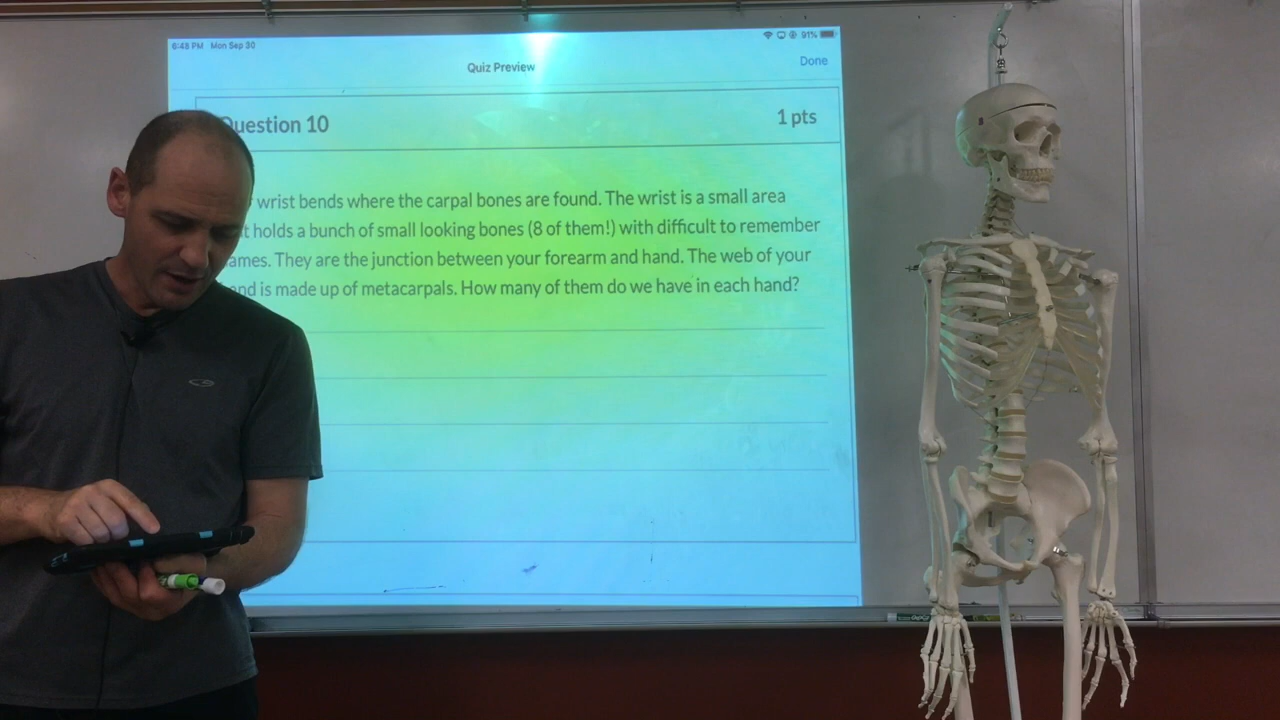 6:48 PM Mon Sep 30
91%
Quiz Preview
Done
Question 10
1 pts
wrist bends where the carpal bones are found. The wrist is a small area
holds a bunch of small looking bones (8 of them!) with difficult to remember
They are the junction between your forearm and hand. The web of your
is made up of metacarpals. How many of them do we have in each hand?